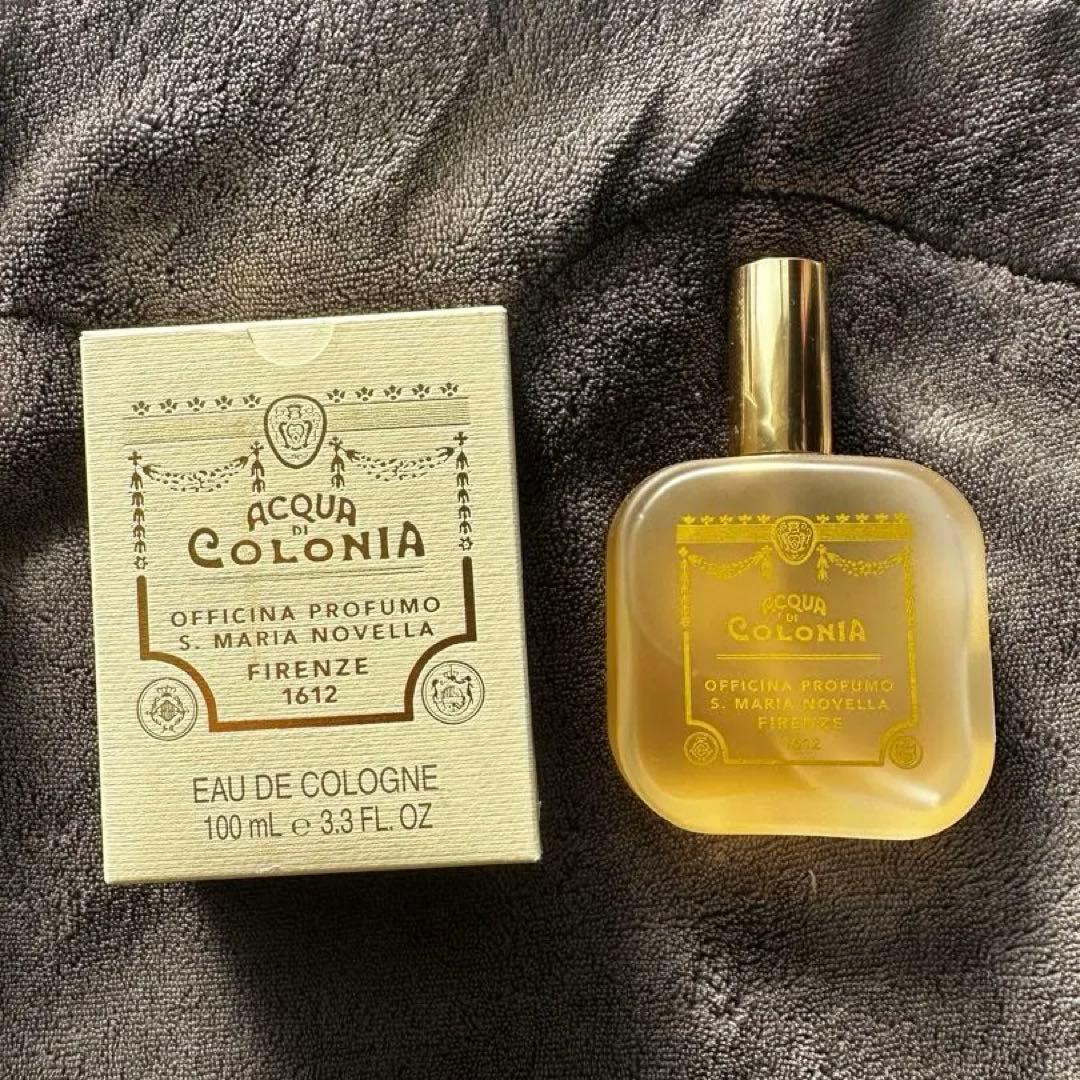 ACQUA
DI
COLONIA
OFFICINA PROFUMO
S. MARIA NOVELLA
FIRENZE
1612
EAU DE COLOGNE
100 mL ℮ 3.3 FL. OZ
ACQUA
DI
COLONIA
OFFICINA PROFUMO
S. MARIA NOVELLA
FIRENZE
1612